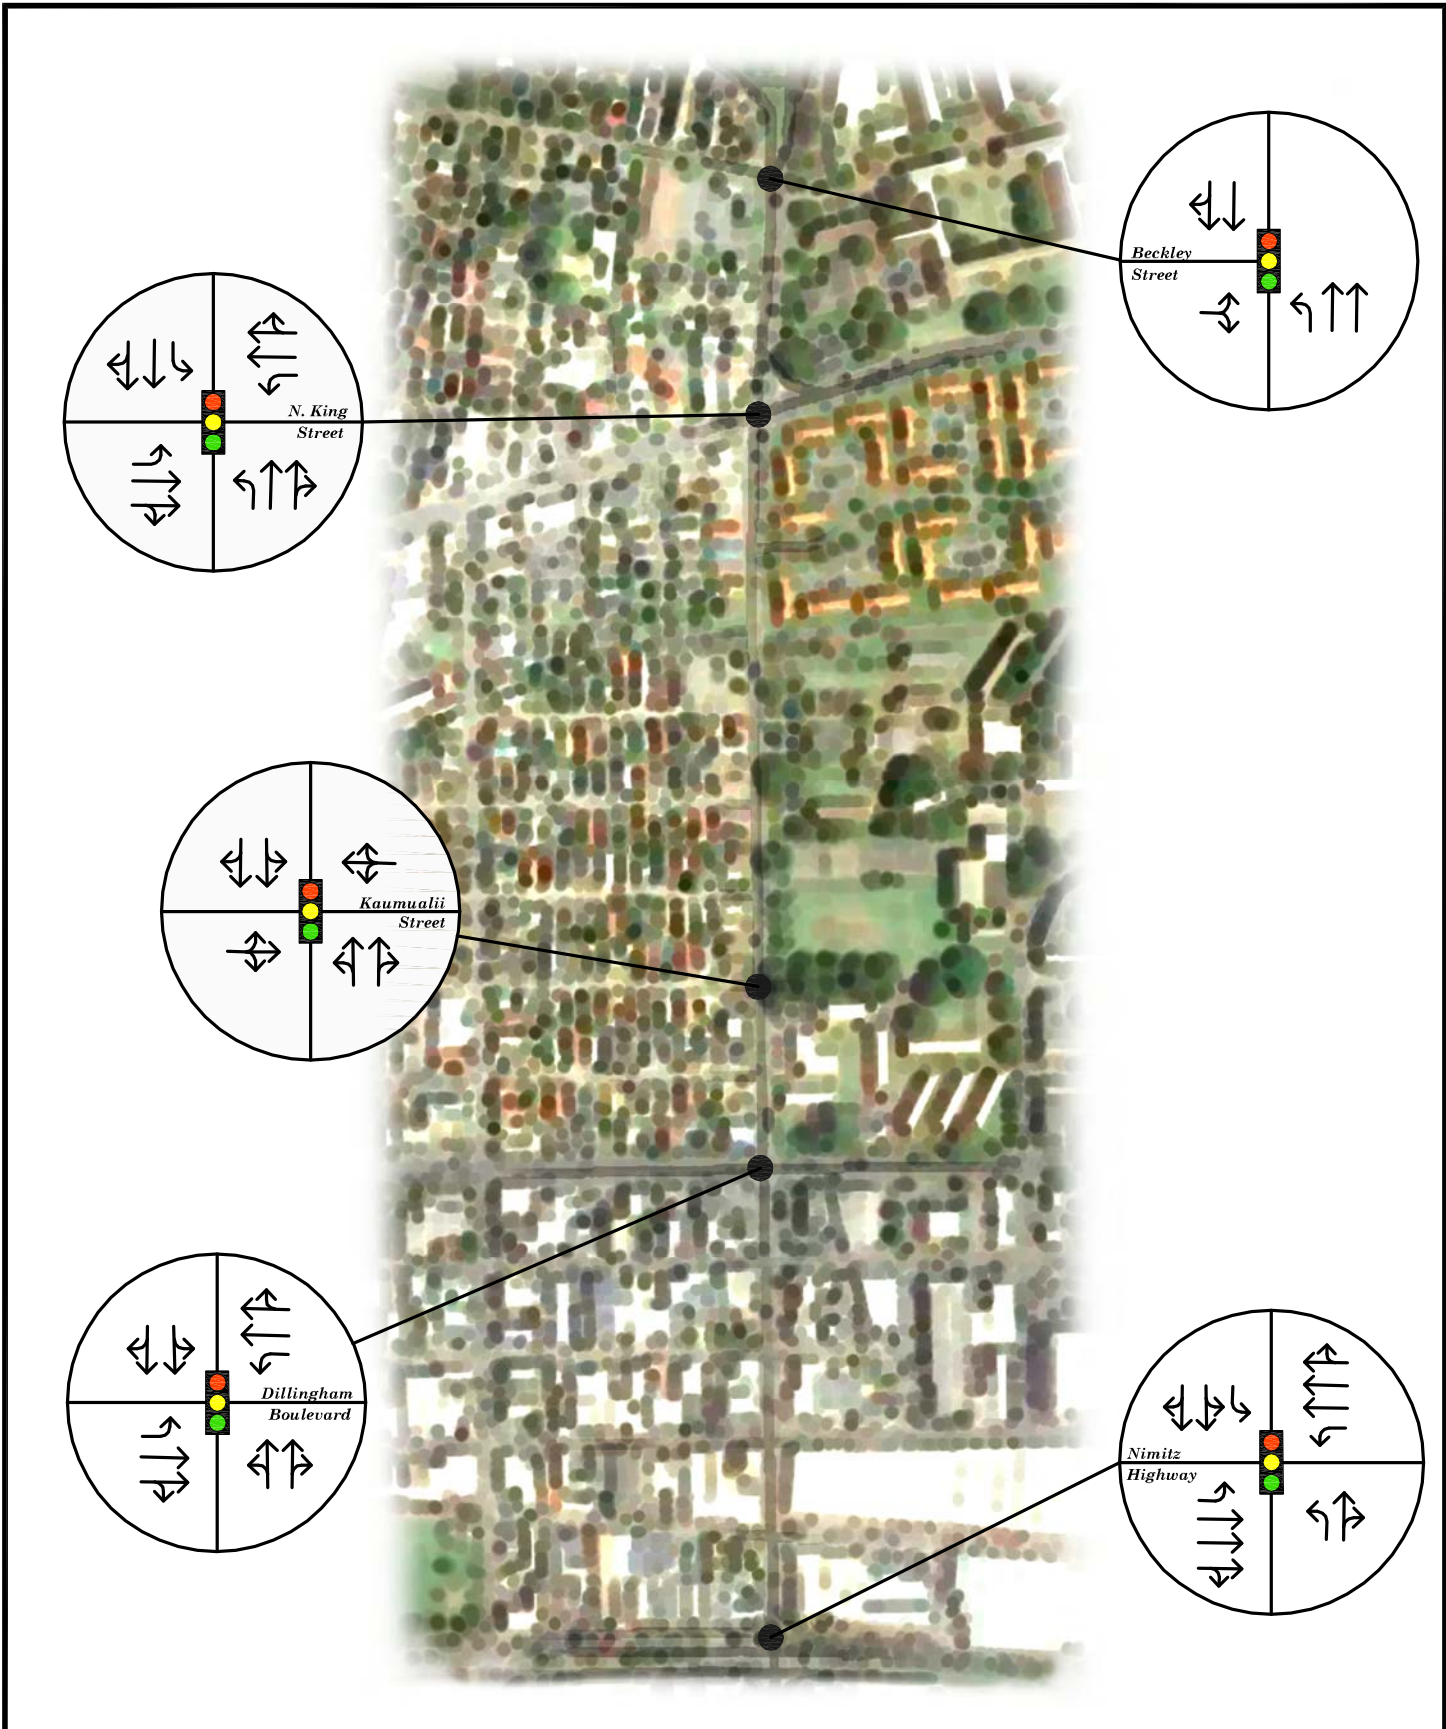 Beckley
Street
N. King
Street
Kaumualii
Street
Dillingham
Boulevard
Nimitz
Highway